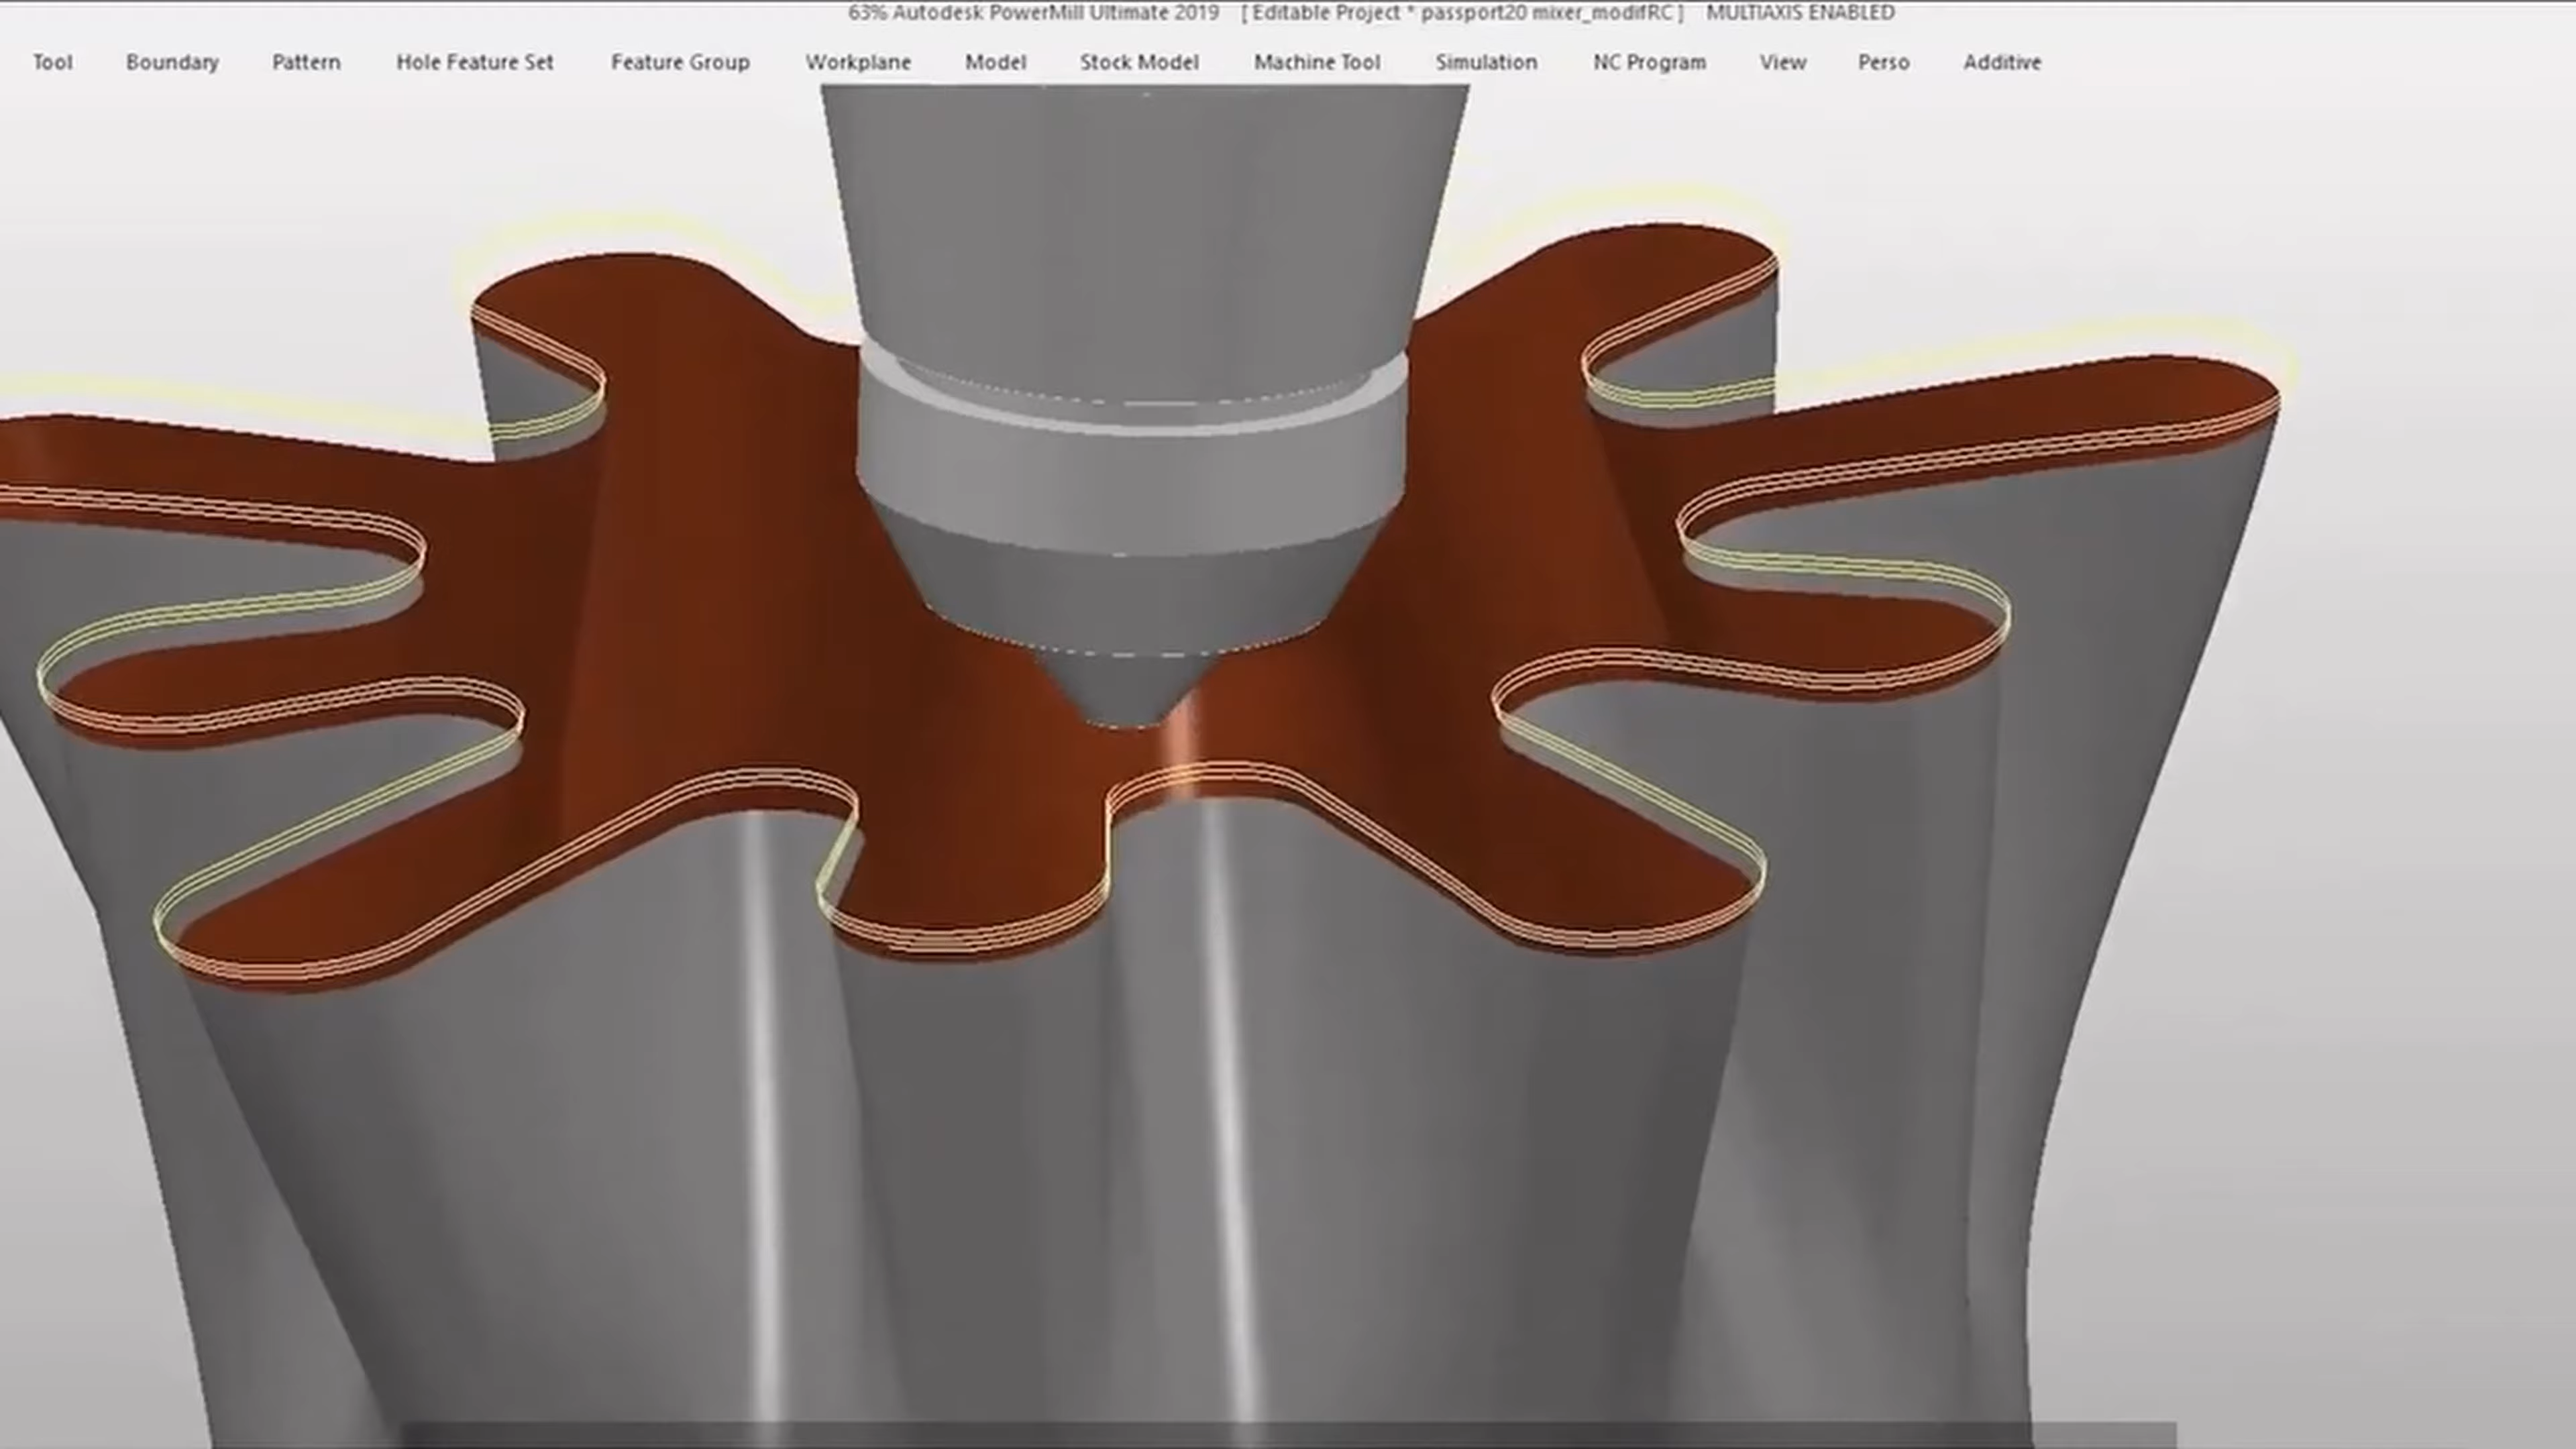 63% Autodesk PowerMill Ultimate 2019 [ Editable Project * passport20 mixer_modifRC ] MULTIAXIS ENABLED
Tool Boundary Pattern Hole Feature Set Feature Group Workplane Model Stock Model Machine Tool Simulation NC Program View Perso Additive